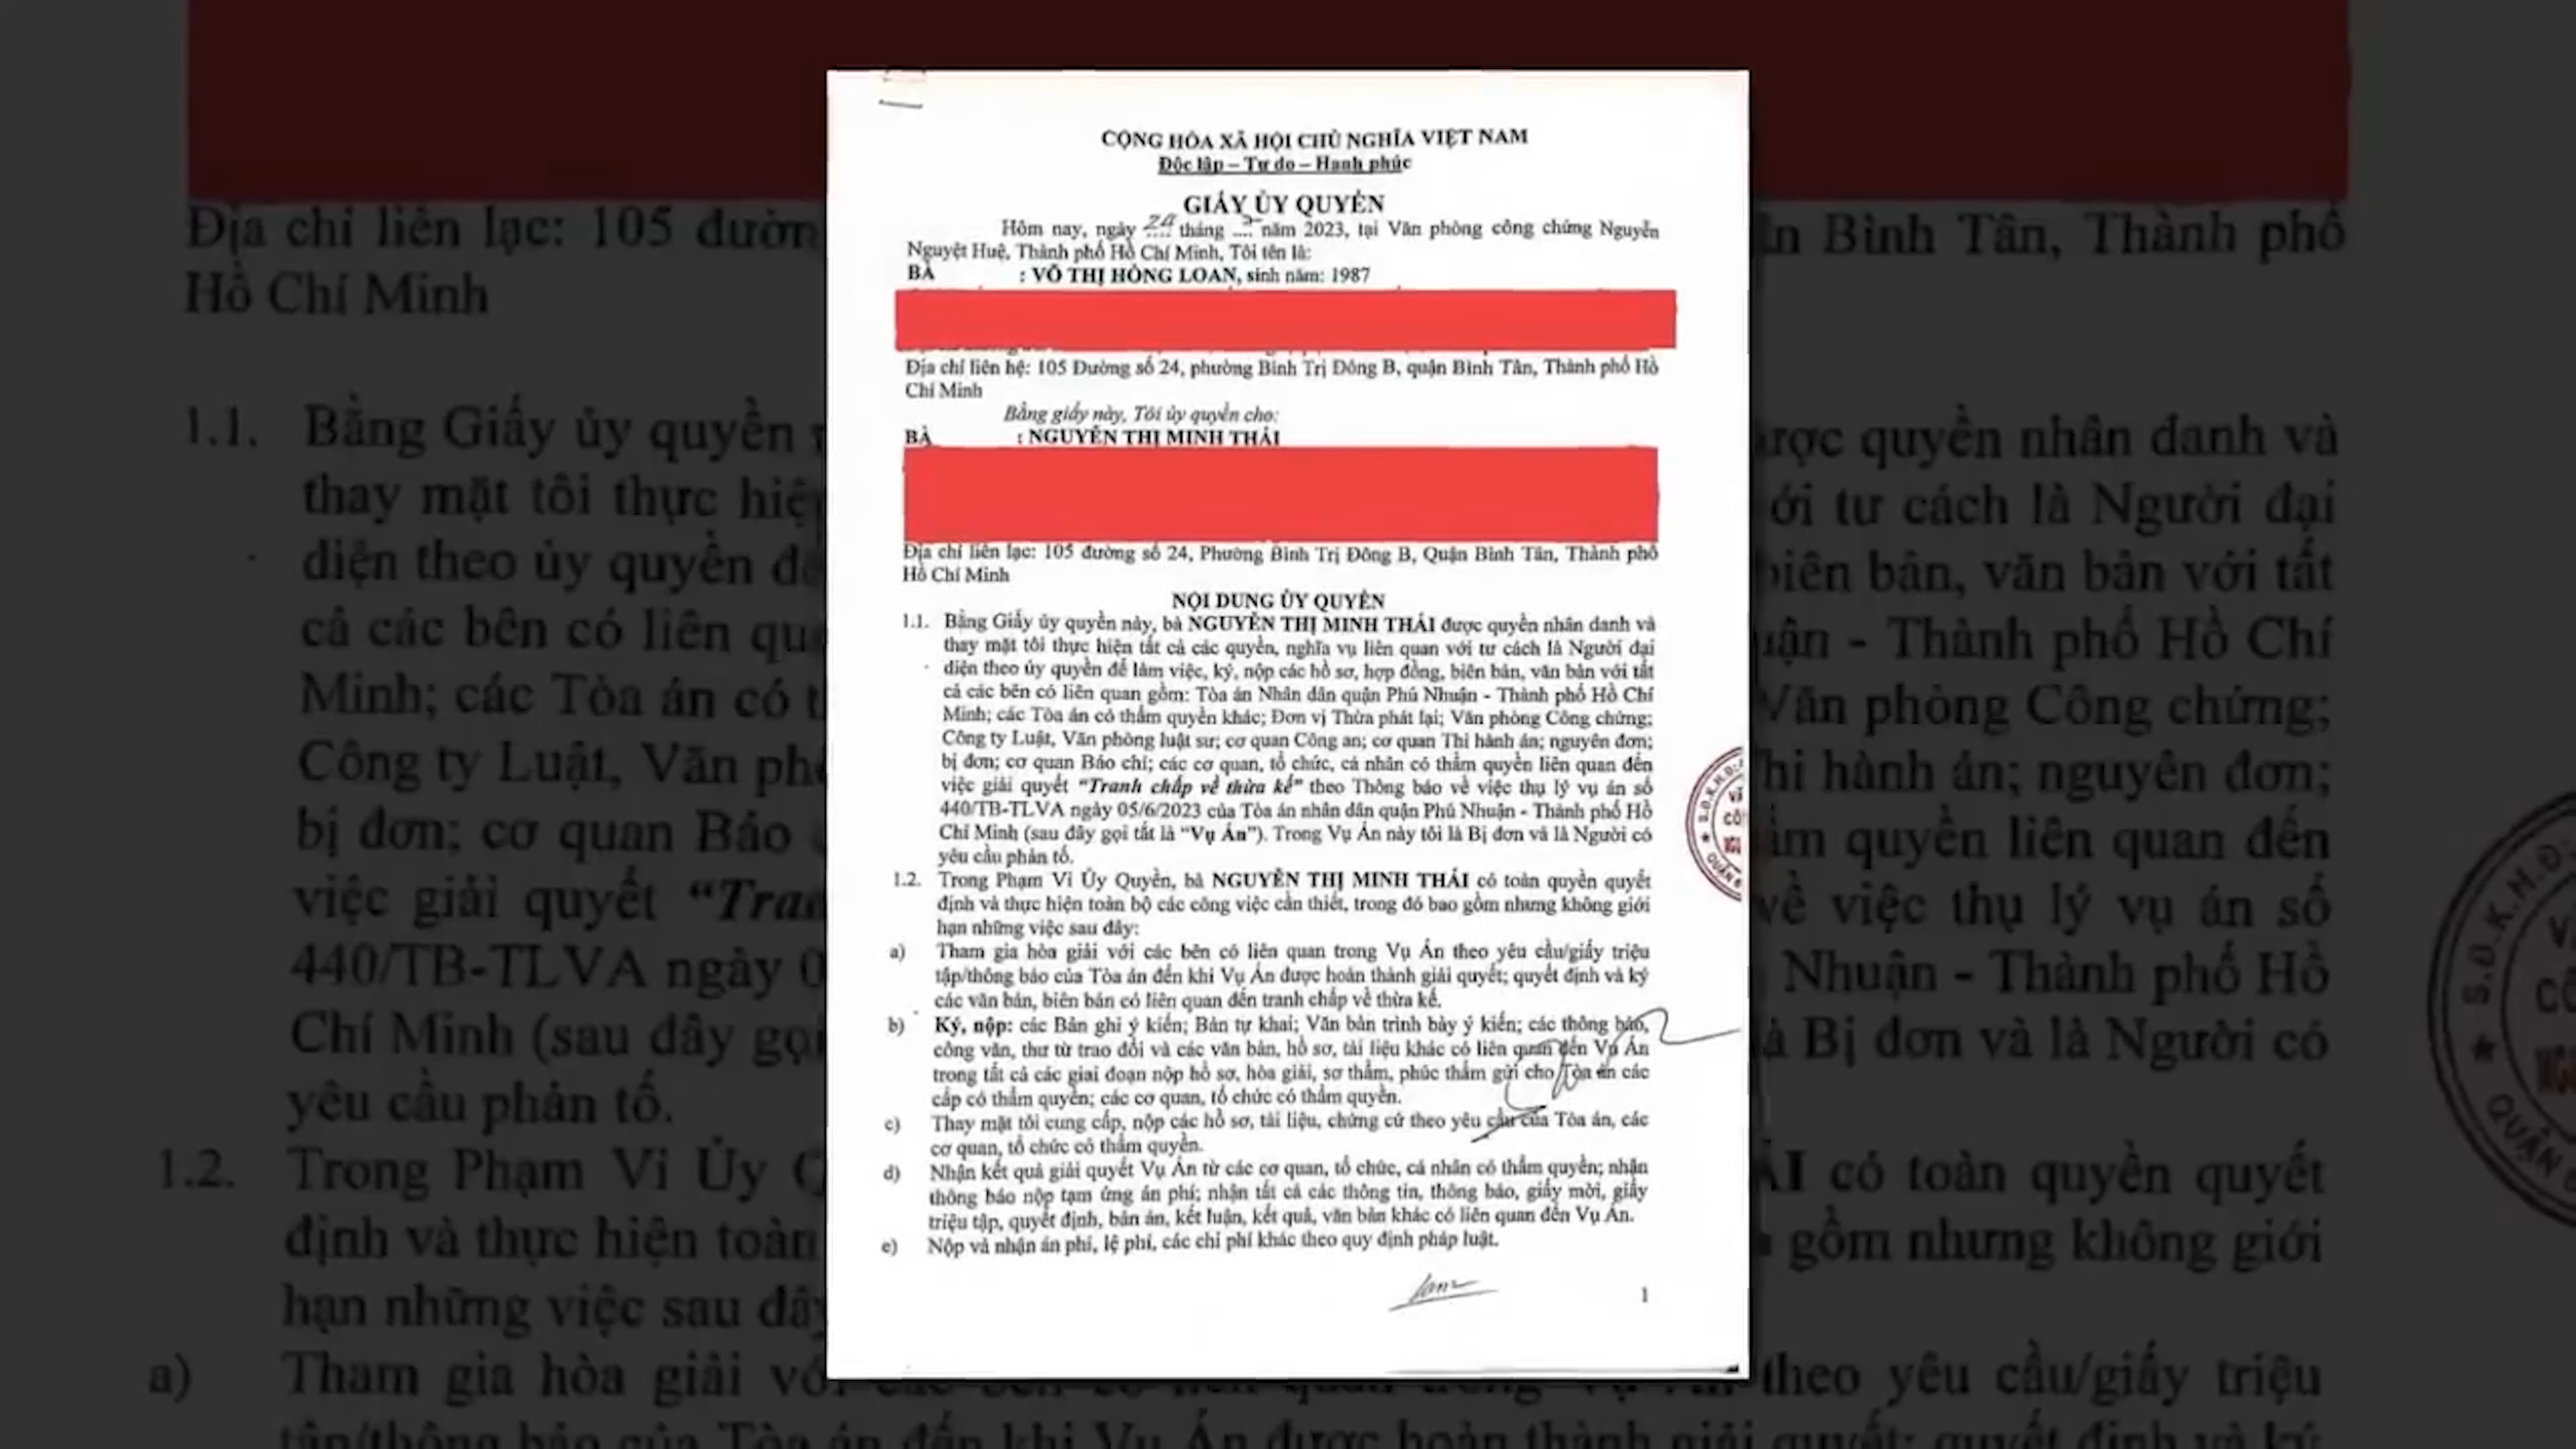 CỘNG HÒA XÃ HỘI CHỦ NGHĨA VIỆT NAM
Độc lập – Tự do – Hạnh phúc
GIẤY ỦY QUYỀN
Hôm nay, ngày 24 tháng năm 2023, tại Văn phòng công chứng Nguyễn
Nguyệt Huệ, Thành phố Hồ Chí Minh, Tôi tên là:
BÀ : VÕ THỊ HỒNG LOAN, sinh năm: 1987
Địa chỉ liên hệ: 105 Đường số 24, phường Bình Trị Đông B, quận Bình Tân, Thành phố Hồ
Chí Minh
Bằng giấy này, Tôi ủy quyền cho:
BÀ : NGUYỄN THỊ MINH THÁI
Địa chỉ liên lạc: 105 đường số 24, Phường Bình Trị Đông B, Quận Bình Tân, Thành phố
Hồ Chí Minh
NỘI DUNG ỦY QUYỀN
1.1. Bằng Giấy ủy quyền này, bà NGUYỄN THỊ MINH THÁI được quyền nhân danh và
thay mặt tôi thực hiện tất cả các quyền, nghĩa vụ liên quan với tư cách là Người đại
diện theo ủy quyền để làm việc, ký, nộp các hồ sơ, hợp đồng, biên bản, văn bản với tất
cả các bên có liên quan gồm: Tòa án Nhân dân quận Phú Nhuận - Thành phố Hồ Chí
Minh; các Tòa án có thẩm quyền khác; Đơn vị Thừa phát lại; Văn phòng Công chứng;
Công ty Luật, Văn phòng luật sư; cơ quan Công an; cơ quan Thi hành án; nguyên đơn;
bị đơn; cơ quan Báo chí; các cơ quan, tổ chức, cá nhân có thẩm quyền liên quan đến
việc giải quyết "Tranh chấp về thừa kế" theo Thông báo về việc thụ lý vụ án số
440/TB-TLVA ngày 05/6/2023 của Tòa án nhân dân quận Phú Nhuận - Thành phố Hồ
Chí Minh (sau đây gọi tắt là "Vụ Án"). Trong Vụ Án này tôi là Bị đơn và là Người có
yêu cầu phản tố.
1.2. Trong Phạm Vi Ủy Quyền, bà NGUYỄN THỊ MINH THÁI có toàn quyền quyết
định và thực hiện toàn bộ các công việc cần thiết, trong đó bao gồm nhưng không giới
hạn những việc sau đây:
a) Tham gia hòa giải với các bên có liên quan trong Vụ Án theo yêu cầu/giấy triệu
tập/thông báo của Tòa án đến khi Vụ Án được hoàn thành giải quyết; quyết định và ký
các văn bản, biên bản có liên quan đến tranh chấp về thừa kế.
b) Ký, nộp: các Bản ghi ý kiến; Bản tự khai; Văn bản trình bày ý kiến; các thông báo,
công văn, thư từ trao đổi và các văn bản, hồ sơ, tài liệu khác có liên quan đến Vụ Án
trong tất cả các giai đoạn nộp hồ sơ, hòa giải, sơ thẩm, phúc thẩm gửi cho Tòa án các
cấp có thẩm quyền; các cơ quan, tổ chức có thẩm quyền.
c) Thay mặt tôi cung cấp, nộp các hồ sơ, tài liệu, chứng cứ theo yêu cầu của Tòa án, các
cơ quan, tổ chức có thẩm quyền.
d) Nhận kết quả giải quyết Vụ Án từ các cơ quan, tổ chức, cá nhân có thẩm quyền; nhận
thông báo nộp tạm ứng án phí; nhận tất cả các thông tin, thông báo, giấy mời, giấy
triệu tập, quyết định, bản án, kết luận, kết quả, văn bản khác có liên quan đến Vụ Án.
e) Nộp và nhận án phí, lệ phí, các chi phí khác theo quy định pháp luật.
1